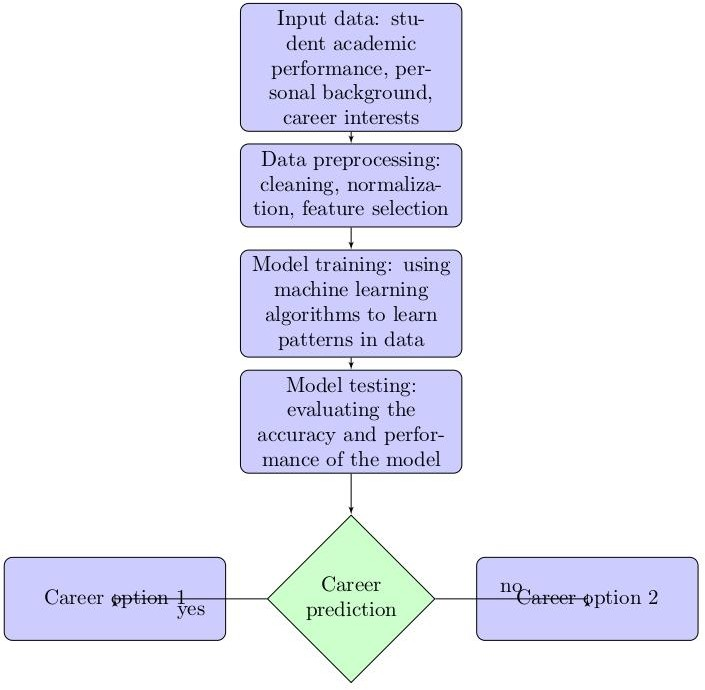 Input data: stu-
dent academic
performance, per-
sonal background,
career interests
Data preprocessing:
cleaning, normaliza-
tion, feature selection
Model training: using
machine learning
algorithms to learn
patterns in data
Model testing:
evaluating the
accuracy and perfor-
mance of the model
Career
prediction
Career option 1
yes
no
Career option 2